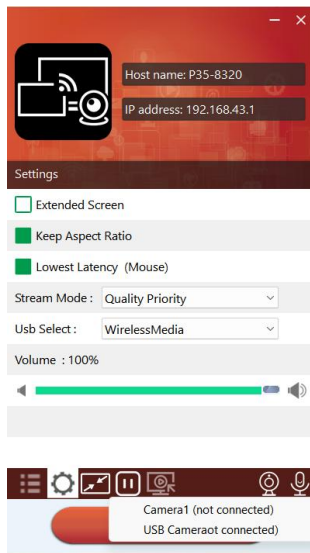 Host name: P35-8320
IP address: 192.168.43.1
Settings
Extended Screen
Keep Aspect Ratio
Lowest Latency (Mouse)
Stream Mode : Quality Priority
Usb Select : WirelessMedia
Volume : 100%
Camera1 (not connected)
USB Cameraot connected)